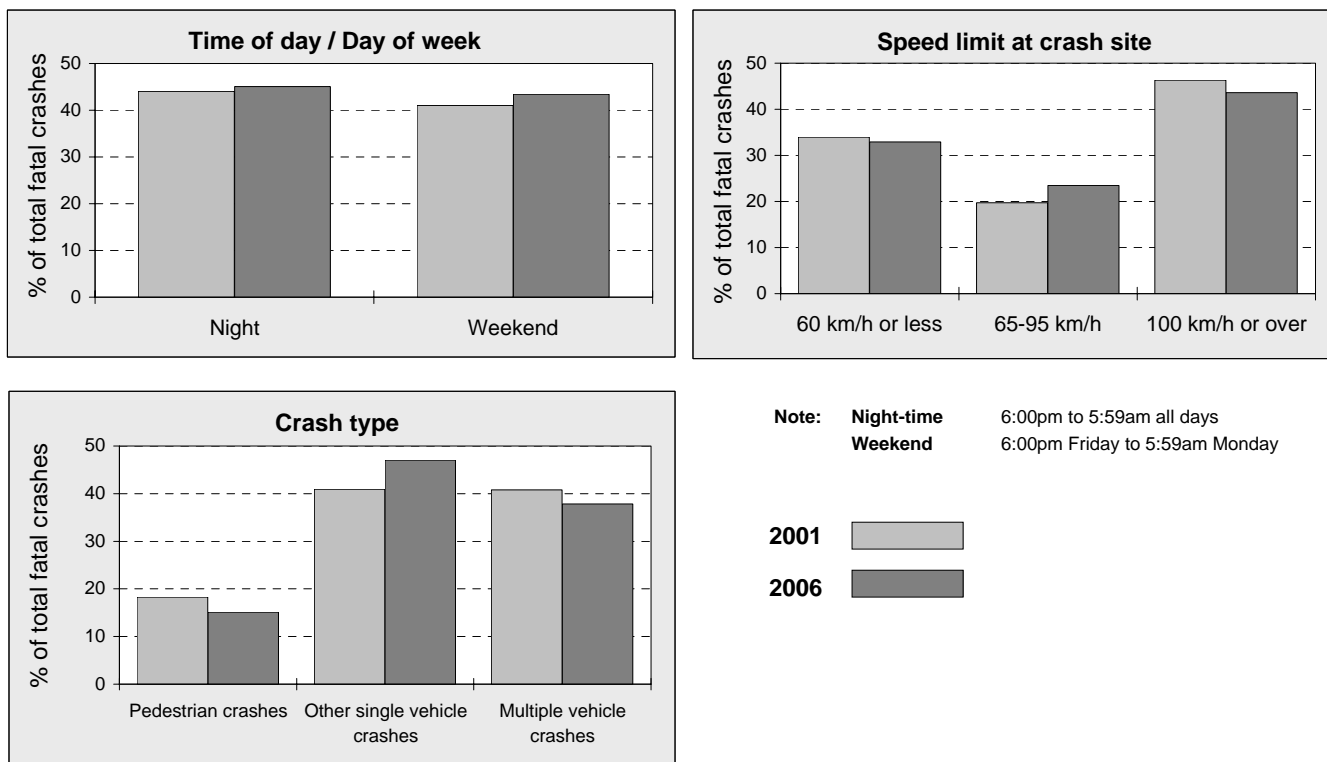 Time of day / Day of week
% of total fatal crashes
50
40
30
20
10
0
Night Weekend
Speed limit at crash site
% of total fatal crashes
50
40
30
20
10
0
60 km/h or less 65-95 km/h 100 km/h or over
Crash type
% of total fatal crashes
50
40
30
20
10
0
Pedestrian crashes Other single vehicle Multiple vehicle
crashes crashes
Note: Night-time 6:00pm to 5:59am all days
Weekend 6:00pm Friday to 5:59am Monday
2001
2006